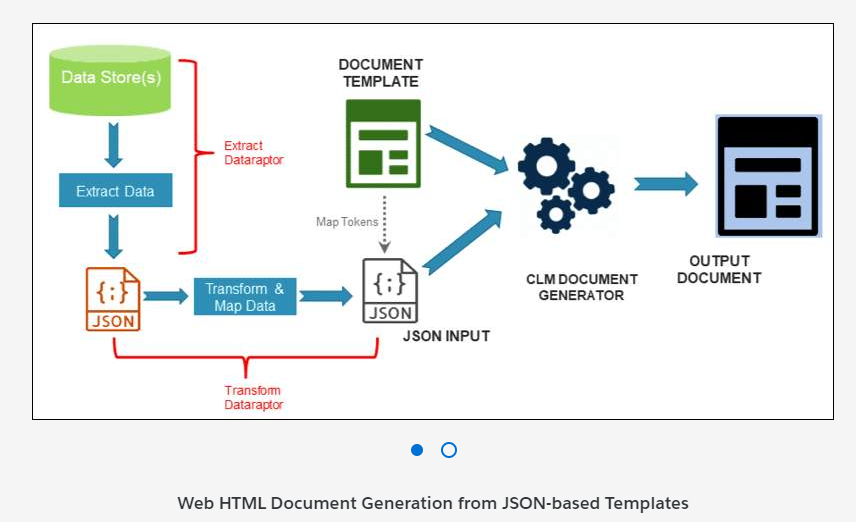 Data Store(s)
Extract Data
Extract
Dataraptor
JSON
Transform &
Map Data
Transform
Dataraptor
DOCUMENT
TEMPLATE
Map Tokens
JSON
JSON INPUT
CLM DOCUMENT
GENERATOR
OUTPUT
DOCUMENT
Web HTML Document Generation from JSON-based Templates